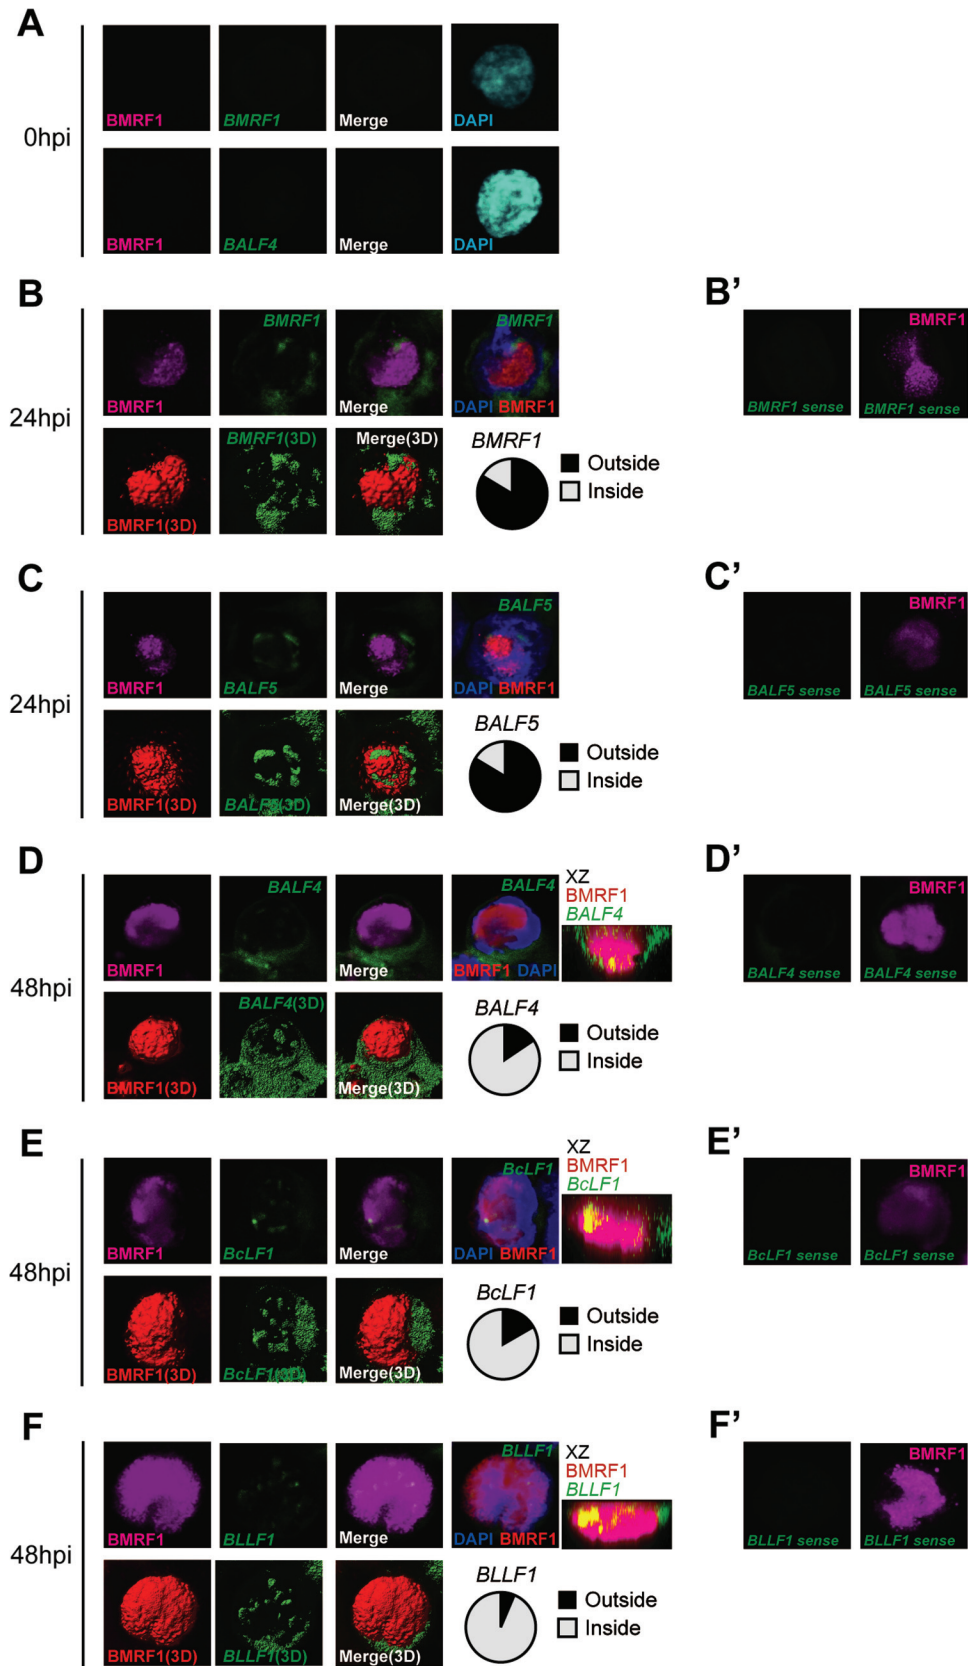 A
0hpi
BMRF1
BMRF1
Merge
DAPI
BMRF1
BALF4
Merge
DAPI
B
24hpi
BMRF1
BMRF1
Merge
BMRF1
DAPI BMRF1
BMRF1(3D)
BMRF1(3D)
Merge(3D)
BMRF1
Outside
Inside
B’
BMRF1 sense
BMRF1
BMRF1 sense
C
24hpi
BMRF1
BALF5
Merge
BALF5
DAPI BMRF1
BMRF1(3D)
BALF5(3D)
Merge(3D)
BALF5
Outside
Inside
C’
BALF5 sense
BMRF1
BALF5 sense
D
48hpi
BMRF1
BALF4
Merge
BALF4
BMRF1 DAPI
XZ
BMRF1
BALF4
BMRF1(3D)
BALF4(3D)
Merge(3D)
BALF4
Outside
Inside
D’
BALF4 sense
BMRF1
BALF4 sense
E
48hpi
BMRF1
BcLF1
Merge
BcLF1
DAPI BMRF1
XZ
BMRF1
BcLF1
BMRF1(3D)
BcLF1(3D)
Merge(3D)
BcLF1
Outside
Inside
E’
BcLF1 sense
BMRF1
BcLF1 sense
F
48hpi
BMRF1
BLLF1
Merge
BLLF1
DAPI BMRF1
XZ
BMRF1
BLLF1
BMRF1(3D)
BLLF1(3D)
Merge(3D)
BLLF1
Outside
Inside
F’
BLLF1 sense
BMRF1
BLLF1 sense